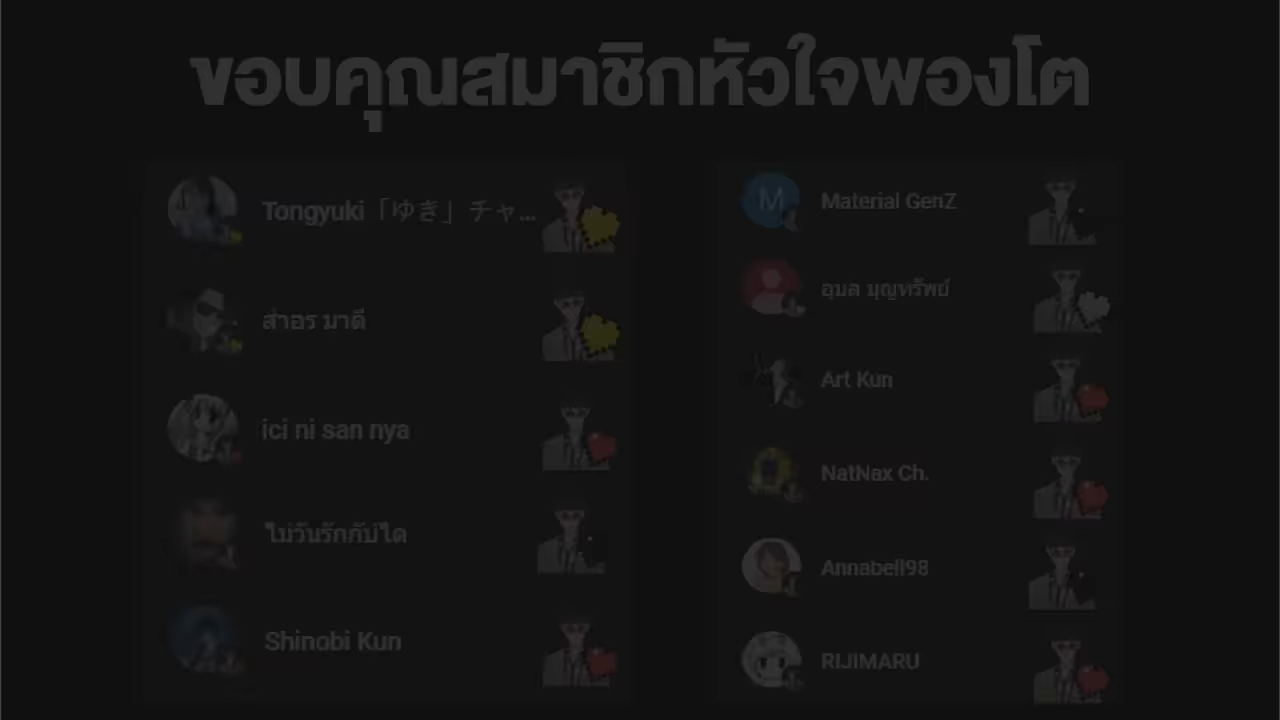 ขอบคุณสมาชิกหัวใจพองโต
Tongyuki「ゆき」チャ...
สำอร มาดี
ici ni san nya
ไม่วันรักกับได
Shinobi Kun
M
Material GenZ
อุบล บุญทรัพย์
Art Kun
NatNax Ch.
Annabell98
RIJIMARU